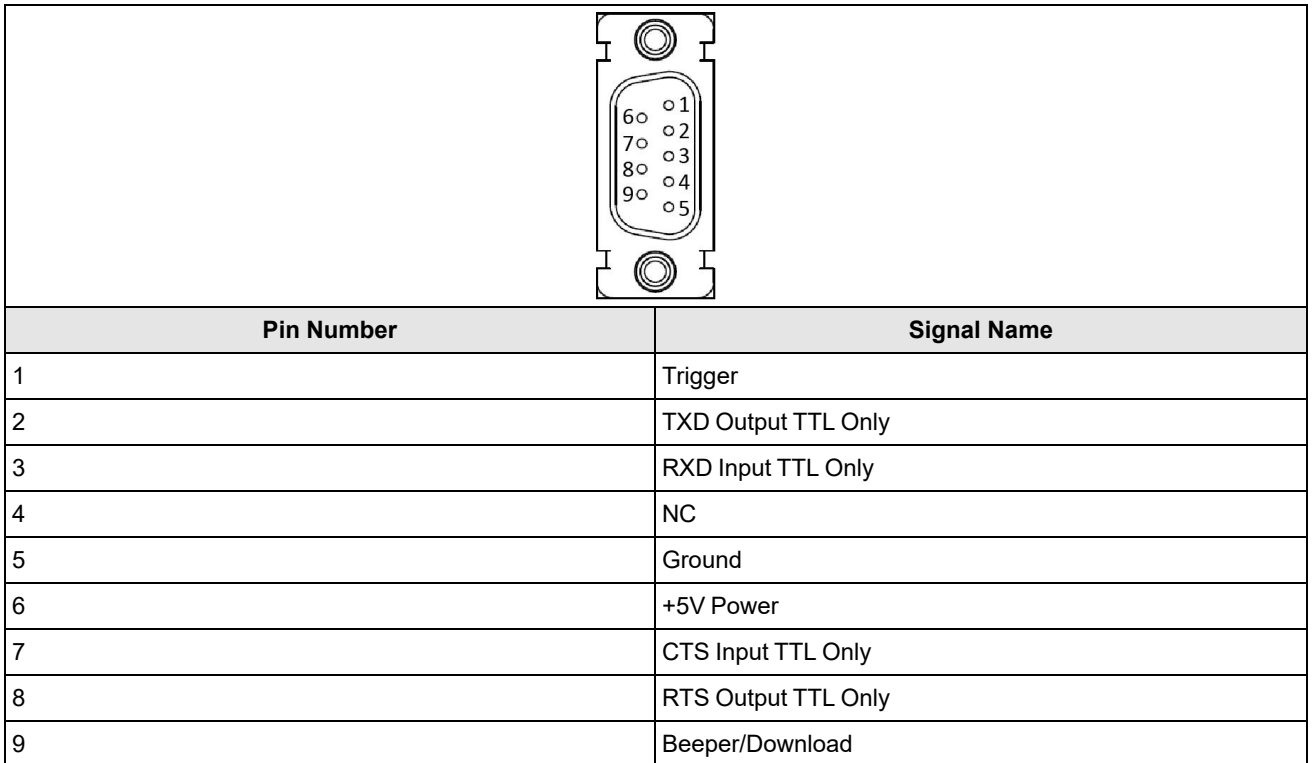 1
6
2
7
3
8
4
9
5
Pin Number Signal Name
1 Trigger
2 TXD Output TTL Only
3 RXD Input TTL Only
4 NC
5 Ground
6 +5V Power
7 CTS Input TTL Only
8 RTS Output TTL Only
9 Beeper/Download